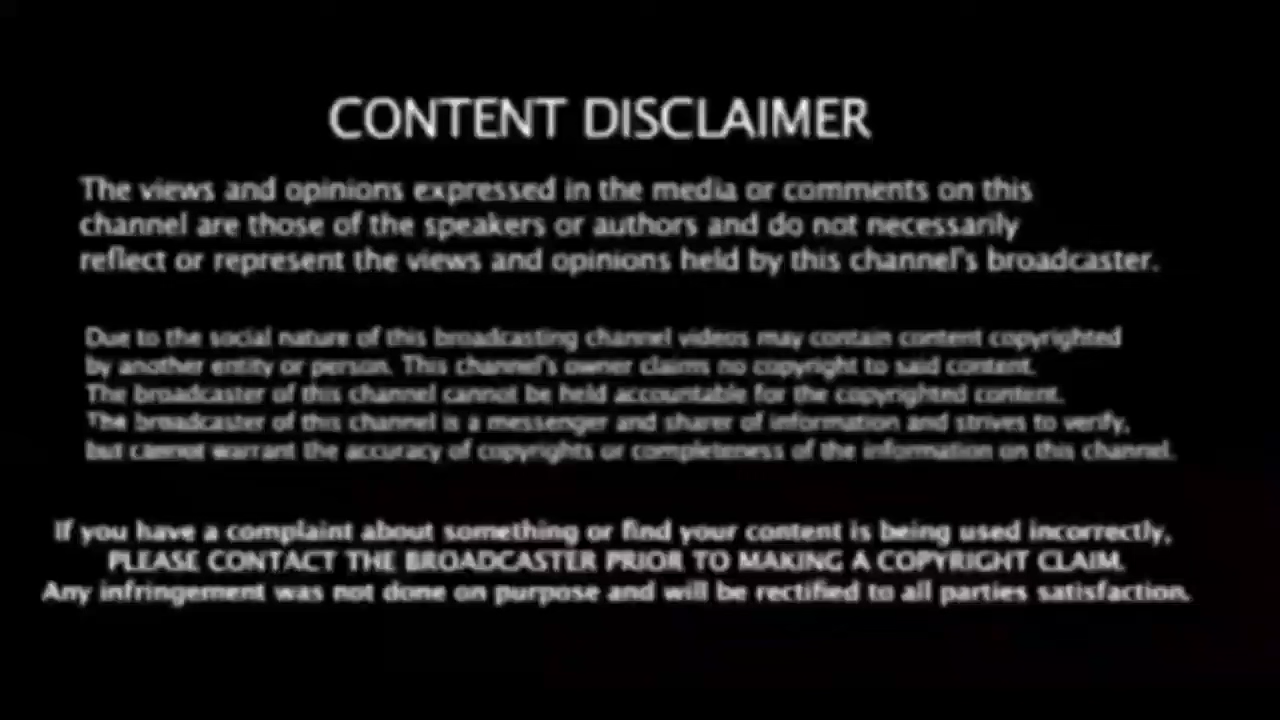 CONTENT DISCLAIMER
The views and opinions expressed in the media or comments on this
channel are those of the speakers or authors and do not necessarily
reflect or represent the views and opinions held by this channel's broadcaster.
Due to the social nature of this broadcasting channel videos may contain content copyrighted
by another entity or person. This channel's owner claims no copyright to said content.
The broadcaster of this channel cannot be held accountable for the copyrighted content.
The broadcaster of this channel is a messenger and sharer of information and strives to verify,
but cannot warrant the accuracy of copyrights or completeness of the information on this channel.
If you have a complaint about something or find your content is being used incorrectly,
PLEASE CONTACT THE BROADCASTER PRIOR TO MAKING A COPYRIGHT CLAIM.
Any infringement was not done on purpose and will be rectified to all parties satisfaction.